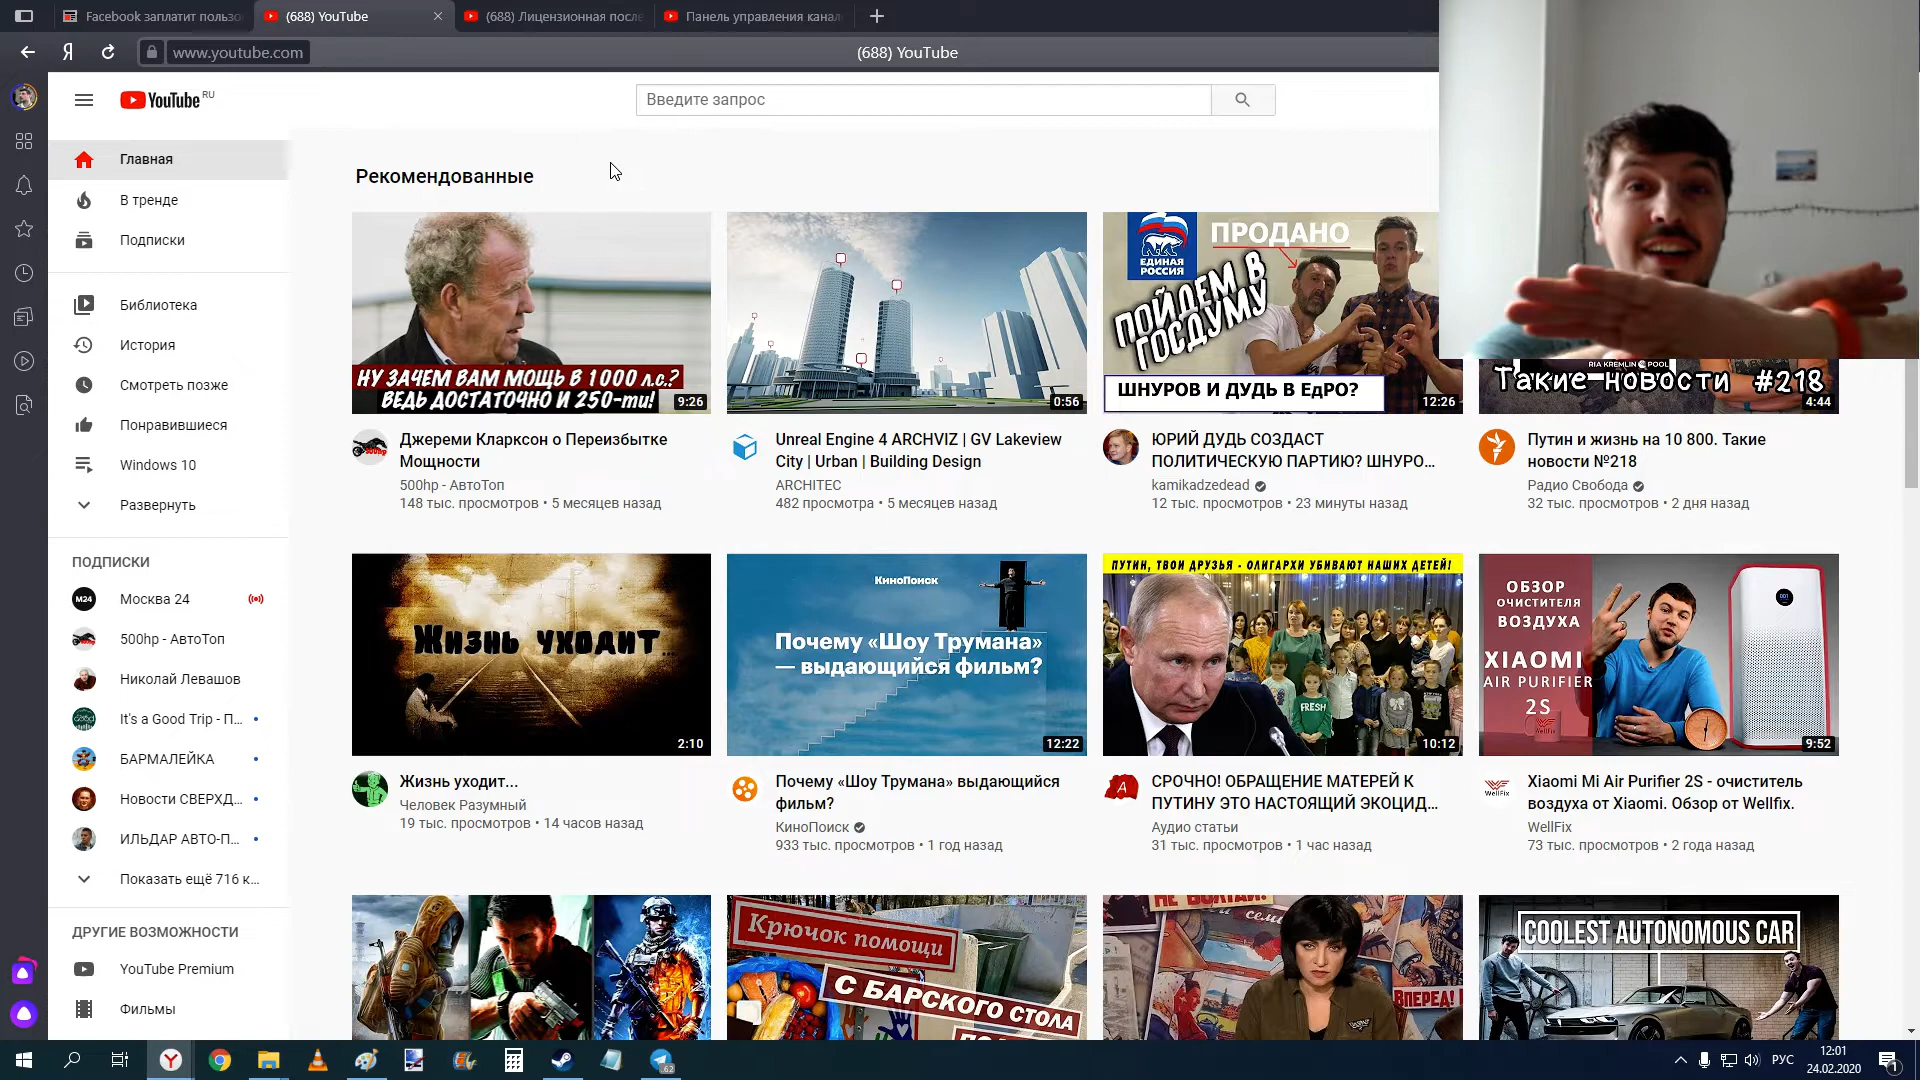 Facebook заплатит пользо
(688) YouTube
(688) Лицензионная после
Панель управления канал
www.youtube.com
(688) YouTube
YouTube RU
Введите запрос
Главная
В тренде
Подписки
Библиотека
История
Смотреть позже
Понравившиеся
Windows 10
Развернуть
ПОДПИСКИ
Москва 24
500hp - АвтоТоп
Николай Левашов
It's a Good Trip - П...
БАРМАЛЕЙКА
Новости СВЕРХД...
ИЛЬДАР АВТО-П...
Показать ещё 716 к...
ДРУГИЕ ВОЗМОЖНОСТИ
YouTube Premium
Фильмы
Рекомендованные
НУ ЗАЧЕМ ВАМ МОЩЬ В 1000 л.с.?
ВЕДЬ ДОСТАТОЧНО И 250-ти!
9:26
Джереми Кларксон о Переизбытке
Мощности
500hp - АвтоТоп
148 тыс. просмотров • 5 месяцев назад
0:56
Unreal Engine 4 ARCHVIZ | GV Lakeview
City | Urban | Building Design
ARCHITEC
482 просмотра • 5 месяцев назад
ЕДИНАЯ
РОССИЯ
ПРОДАНО
ПОЙДЕМ В
ГОСДУМУ
ШНУРОВ И ДУДЬ В ЕдРО?
12:26
ЮРИЙ ДУДЬ СОЗДАСТ
ПОЛИТИЧЕСКУЮ ПАРТИЮ? ШНУРО...
kamikadzedead
12 тыс. просмотров • 23 минуты назад
RIA KREMLIN POOL
Такие новости #218
4:44
Путин и жизнь на 10 800. Такие
новости №218
Радио Свобода
32 тыс. просмотров • 2 дня назад
Жизнь уходит...
2:10
Жизнь уходит...
Человек Разумный
19 тыс. просмотров • 14 часов назад
КиноПоиск
Почему «Шоу Трумана»
— выдающийся фильм?
12:22
Почему «Шоу Трумана» выдающийся
фильм?
КиноПоиск
933 тыс. просмотров • 1 год назад
ПУТИН, ТВОИ ДРУЗЬЯ - ОЛИГАРХИ УБИВАЮТ НАШИХ ДЕТЕЙ!
FRESH
10:12
СРОЧНО! ОБРАЩЕНИЕ МАТЕРЕЙ К
ПУТИНУ ЭТО НАСТОЯЩИЙ ЭКОЦИД...
Аудио статьи
31 тыс. просмотров • 1 час назад
ОБЗОР
ОЧИСТИТЕЛЯ
ВОЗДУХА
XIAOMI
AIR PURIFIER
2S
WellFix
9:52
Xiaomi Mi Air Purifier 2S - очиститель
воздуха от Xiaomi. Обзор от Wellfix.
WellFix
73 тыс. просмотров • 2 года назад
Крючок помощи
С БАРСКОГО СТОЛА
НЕ БОЛТАЙ!
ВПЕРЕД!
COOLEST AUTONOMOUS CAR
62
РУС
12:01
24.02.2020
1